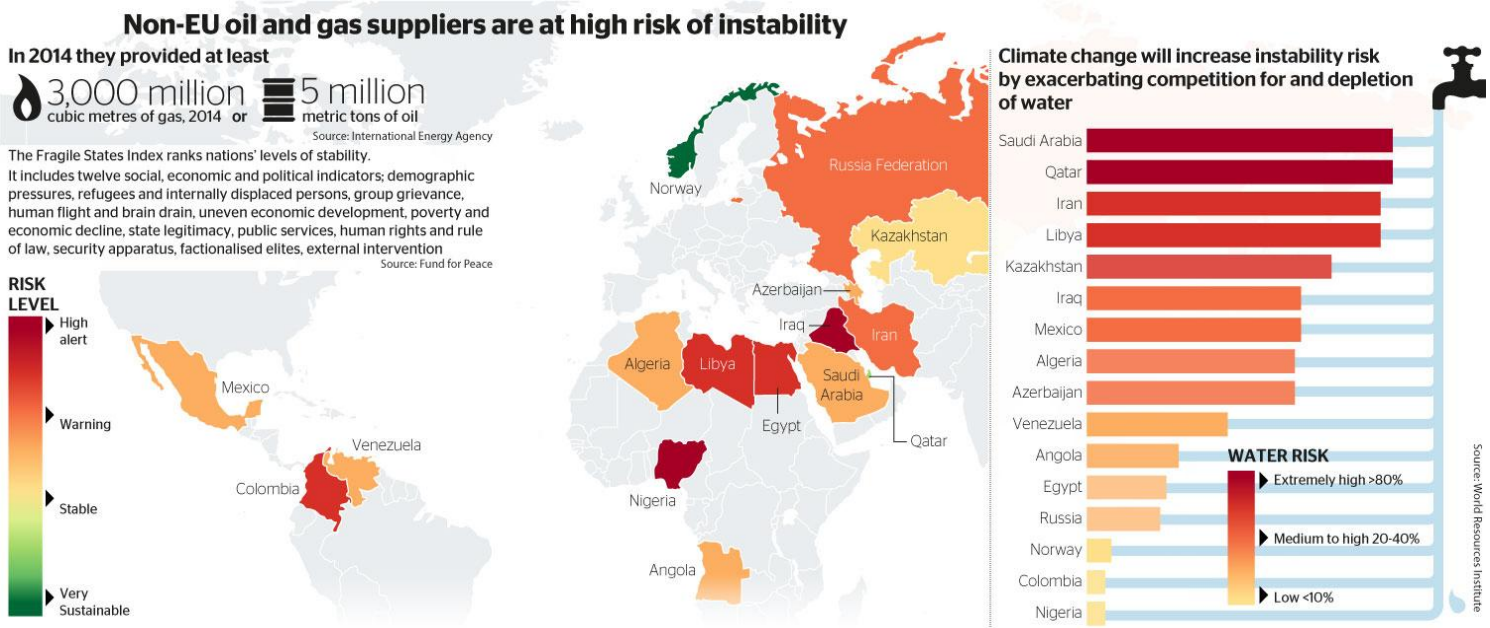 Non-EU oil and gas suppliers are at high risk of instability
In 2014 they provided at least
3,000 million
cubic metres of gas, 2014 or
5 million
metric tons of oil
Source: International Energy Agency
The Fragile States Index ranks nations' levels of stability.
It includes twelve social, economic and political indicators; demographic
pressures, refugees and internally displaced persons, group grievance,
human flight and brain drain, uneven economic development, poverty and
economic decline, state legitimacy, public services, human rights and rule
of law, security apparatus, factionalised elites, external intervention
Source: Fund for Peace
RISK
LEVEL
High
alert
Warning
Stable
Very
Sustainable
Mexico
Venezuela
Colombia
Norway
Russia Federation
Kazakhstan
Azerbaijan
Iraq
Iran
Algeria
Libya
Saudi
Arabia
Egypt
Qatar
Nigeria
Angola
Climate change will increase instability risk
by exacerbating competition for and depletion
of water
Saudi Arabia
Qatar
Iran
Libya
Kazakhstan
Iraq
Mexico
Algeria
Azerbaijan
Venezuela
Angola
Egypt
Russia
Norway
Colombia
Nigeria
WATER RISK
Extremely high >80%
Medium to high 20-40%
Low <10%
Source: World Resources Institute